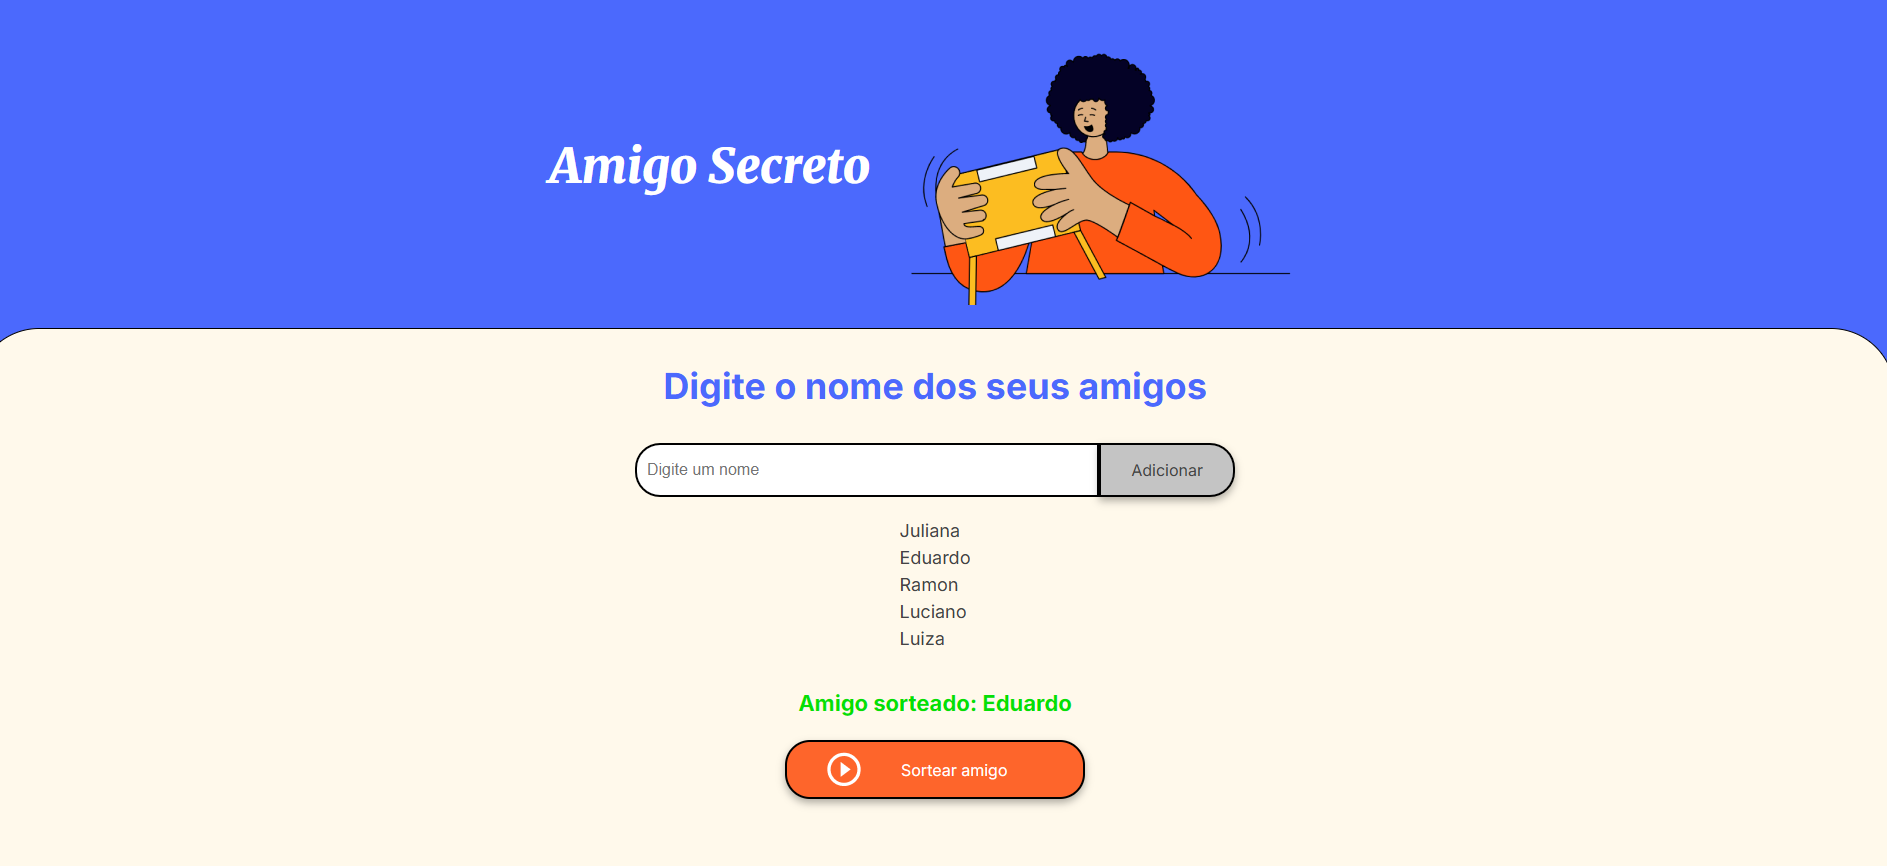 Amigo Secreto
Digite o nome dos seus amigos
Digite um nome
Adicionar
Juliana
Eduardo
Ramon
Luciano
Luiza
Amigo sorteado: Eduardo
Sortear amigo